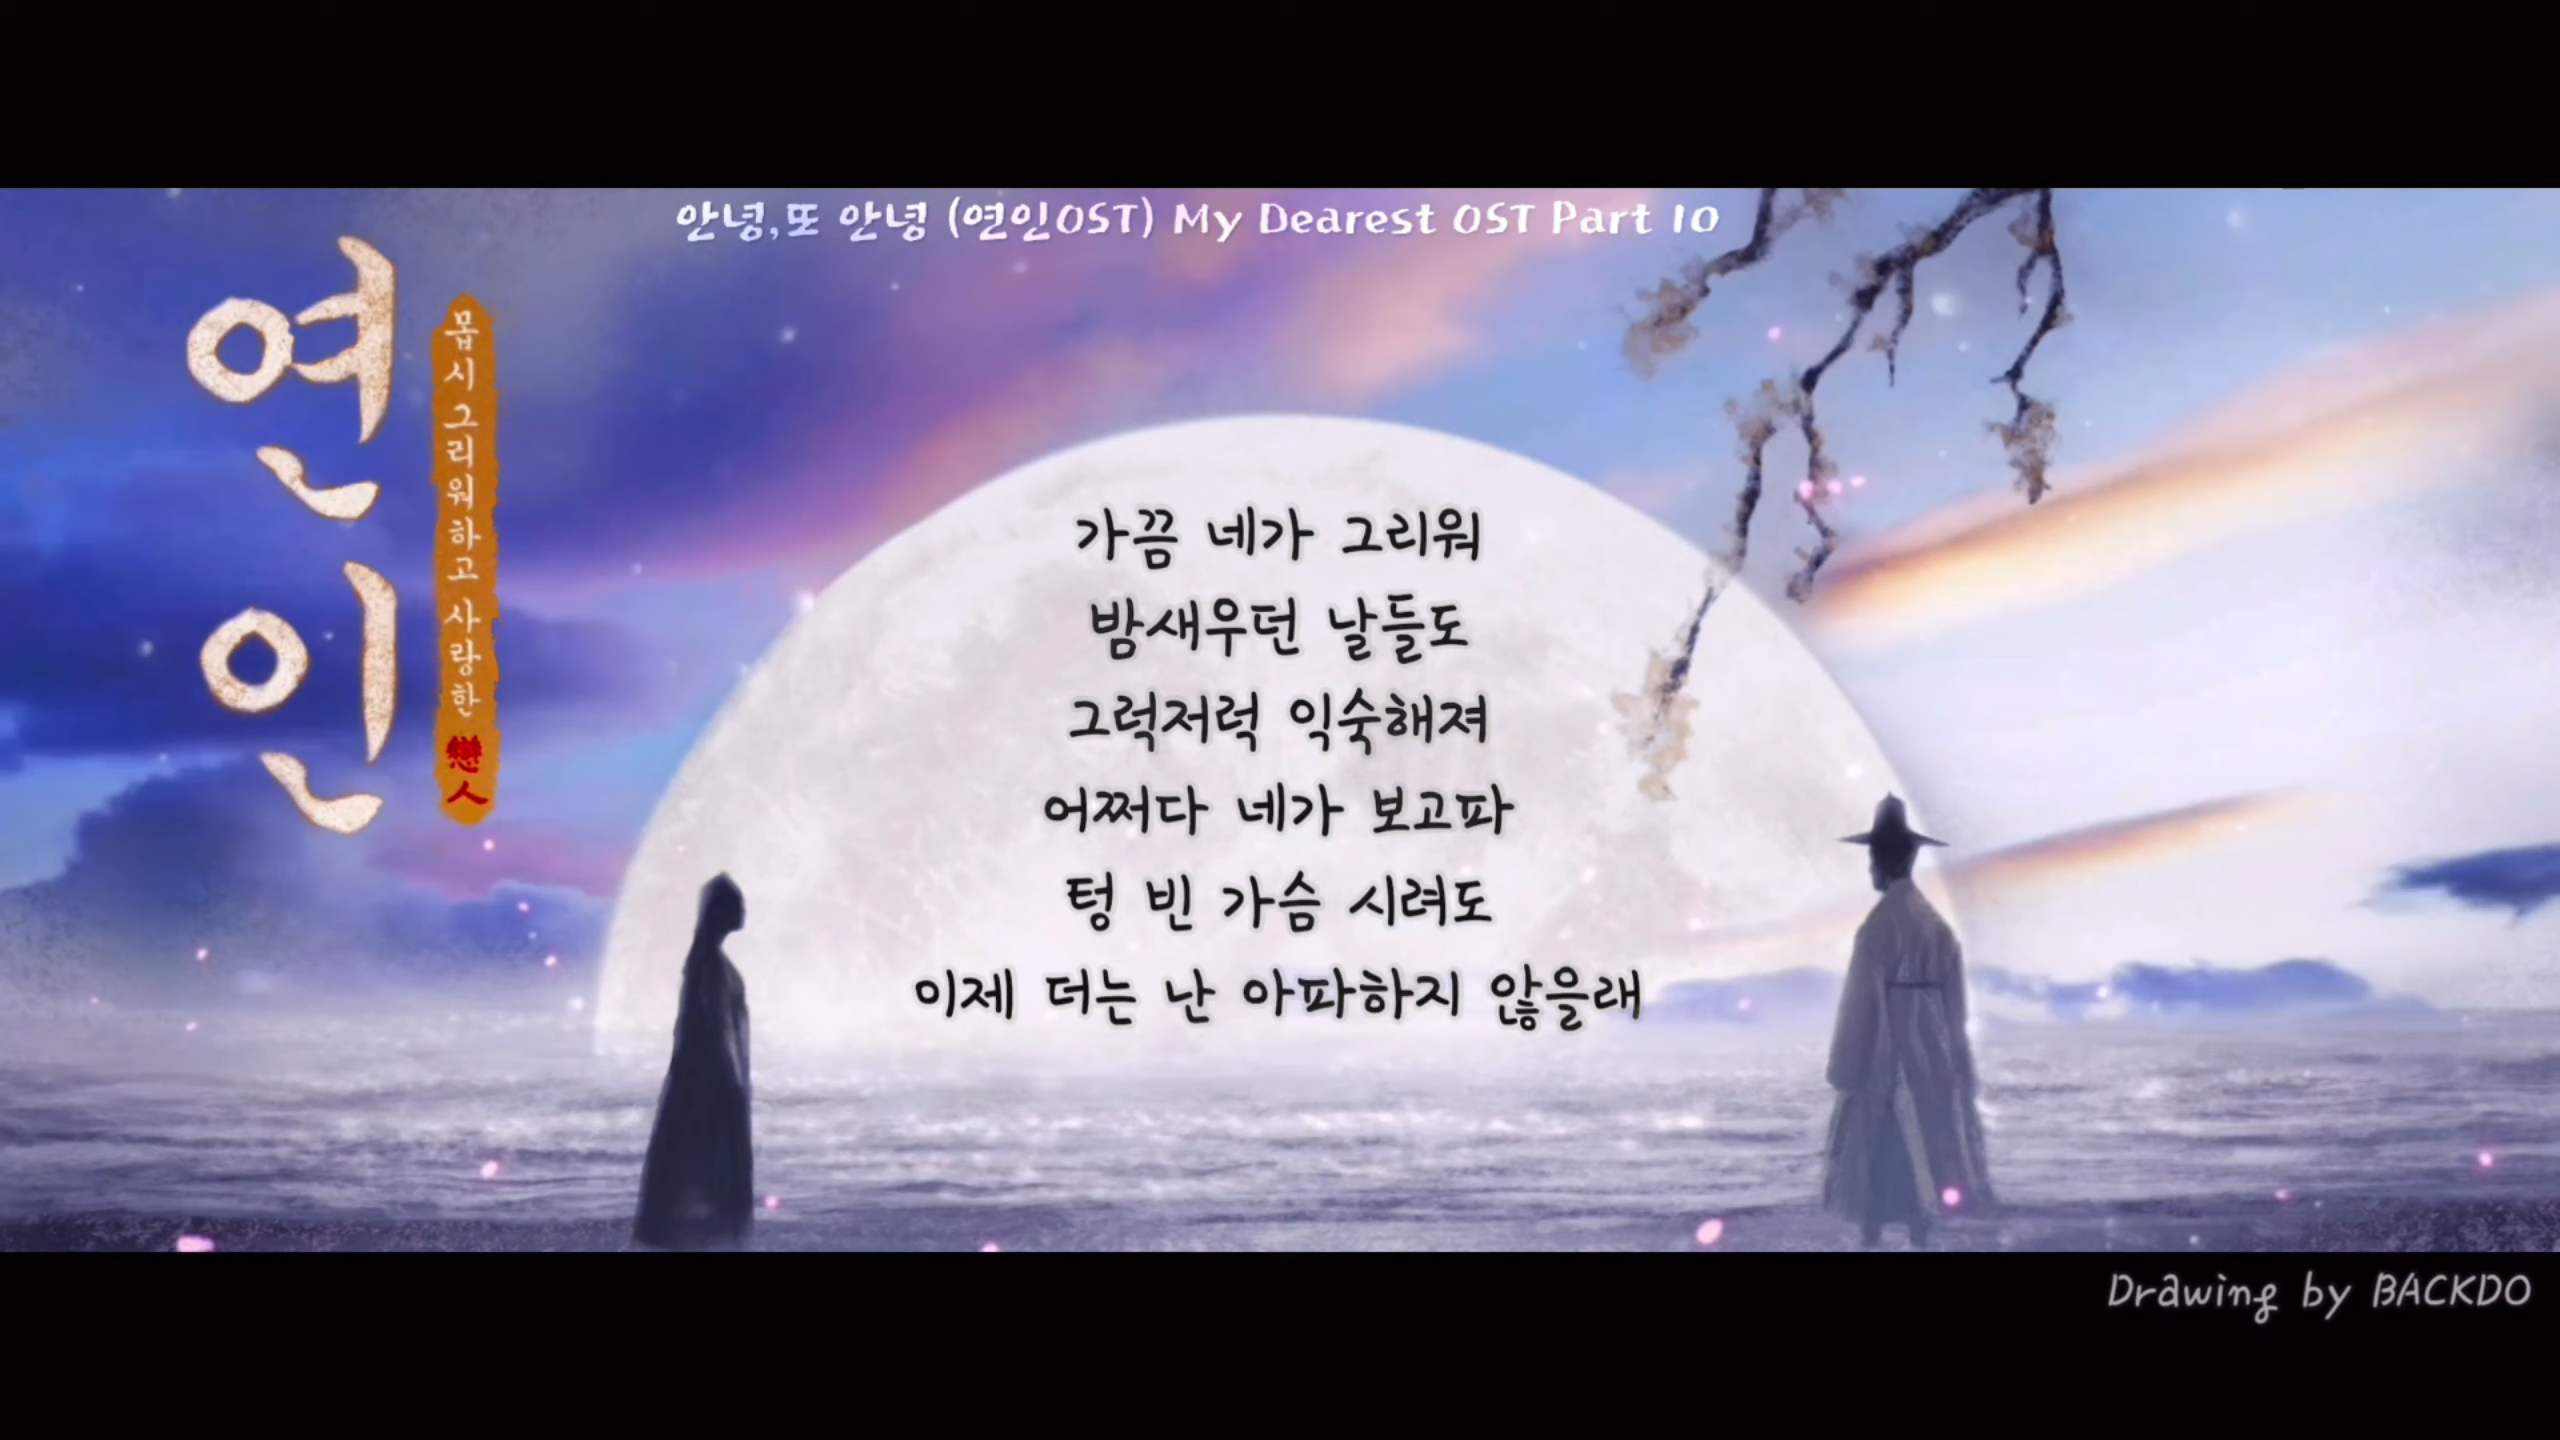 안녕,또 안녕 (연인OST) My Dearest OST Part 10
연인
몹시 그리워하고 사랑한 戀人
가끔 네가 그리워
밤새우던 날들도
그럭저럭 익숙해져
어쩌다 네가 보고파
텅 빈 가슴 시려도
이제 더는 난 아파하지 않을래
Drawing by BACKDO